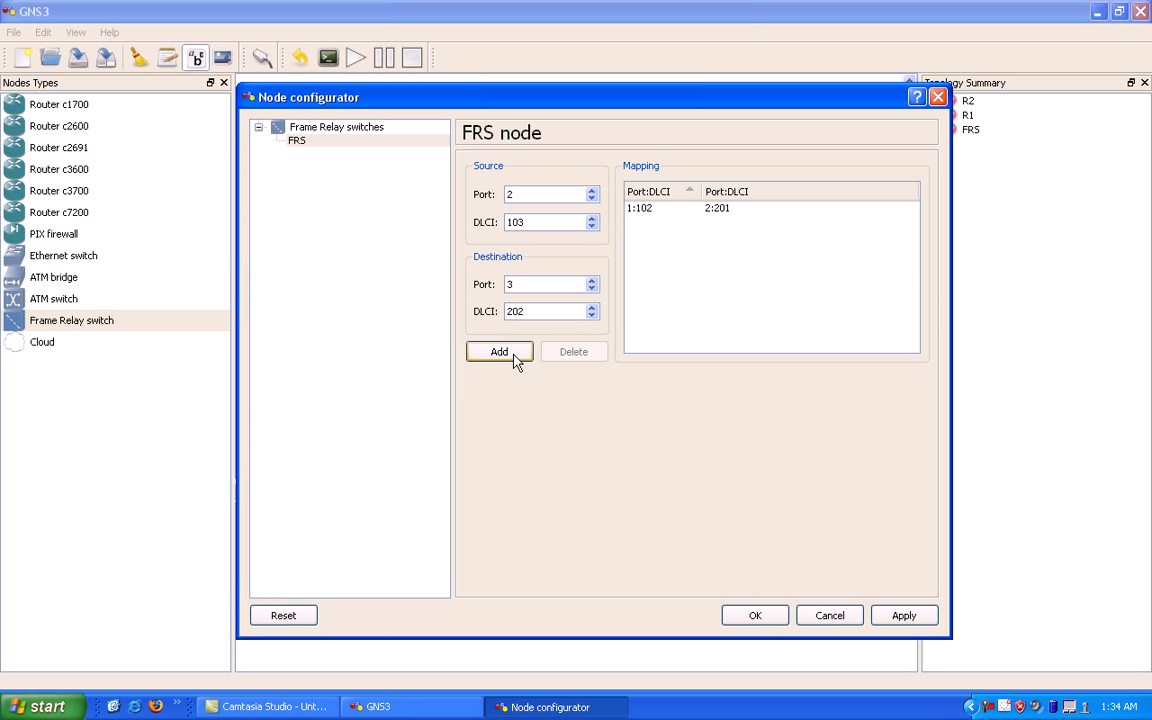 GNS3
File Edit View Help
Nodes Types
Router c1700
Router c2600
Router c2691
Router c3600
Router c3700
Router c7200
PIX firewall
Ethernet switch
ATM bridge
ATM switch
Frame Relay switch
Cloud
Node configurator
Frame Relay switches
FRS
FRS node
Source
Port: 2
DLCI: 103
Destination
Port: 3
DLCI: 202
Add Delete
Mapping
Port:DLCI Port:DLCI
1:102 2:201
Reset OK Cancel Apply
Topology Summary
R2
R1
FRS
start Camtasia Studio - Unt... GNS3 Node configurator 1:34 AM